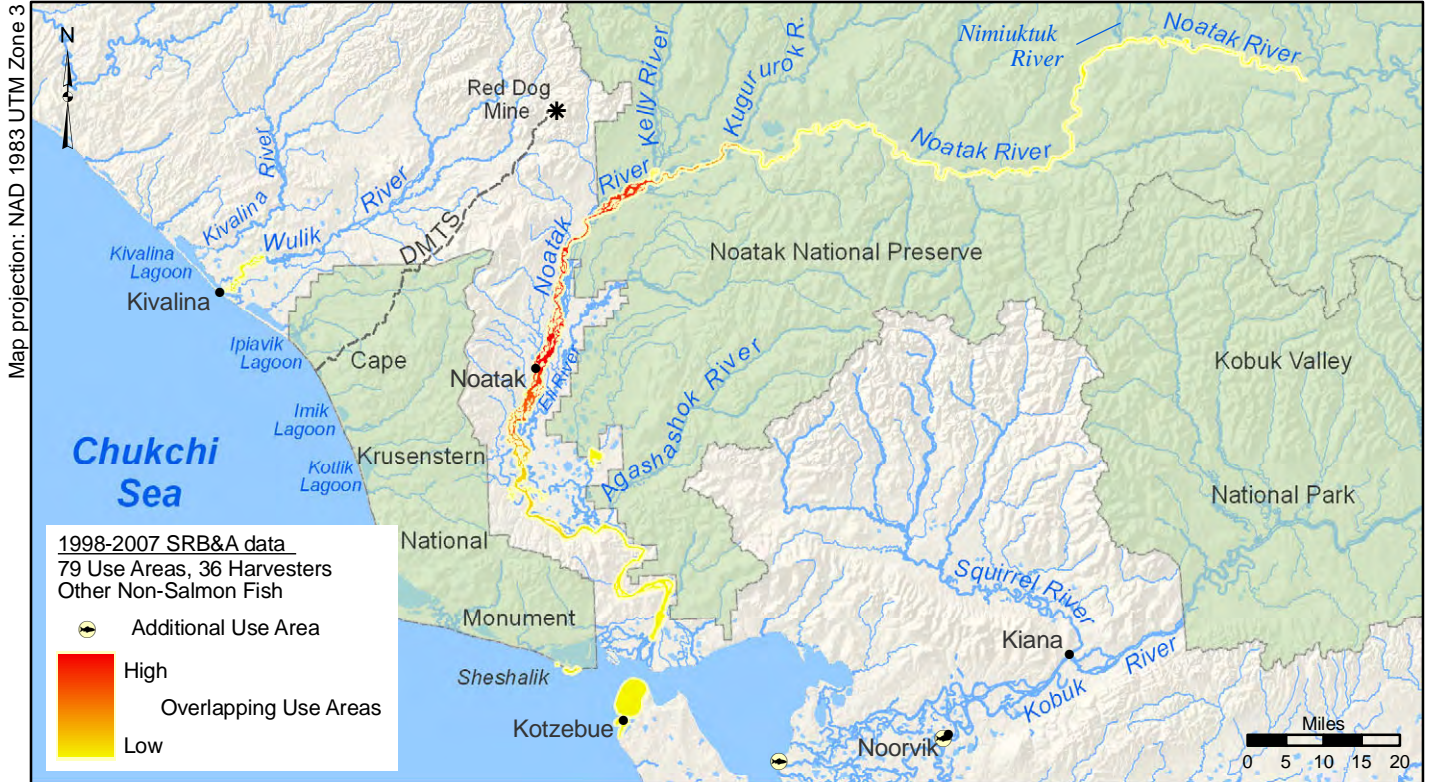 Map projection: NAD 1983 UTM Zone 3
N
Red Dog
Mine
Kelly River
Kugururok R.
Nimiuktuk
River
Noatak River
Noatak River
Kivalina River
Wulik River
DMTS
Noatak River
Kivalina
Lagoon
Kivalina
Noatak National Preserve
Ipiavik
Lagoon
Cape
Noatak
Eli River
Agashashok River
Kobuk Valley
Imik
Lagoon
Chukchi
Sea
Kotlik
Lagoon
Krusenstern
National Park
National
Squirrel River
Monument
Kiana
Sheshalik
Kobuk River
Kotzebue
Noorvik
1998-2007 SRB&A data
79 Use Areas, 36 Harvesters
Other Non-Salmon Fish
Additional Use Area
High
Overlapping Use Areas
Low
Miles
0 5 10 15 20